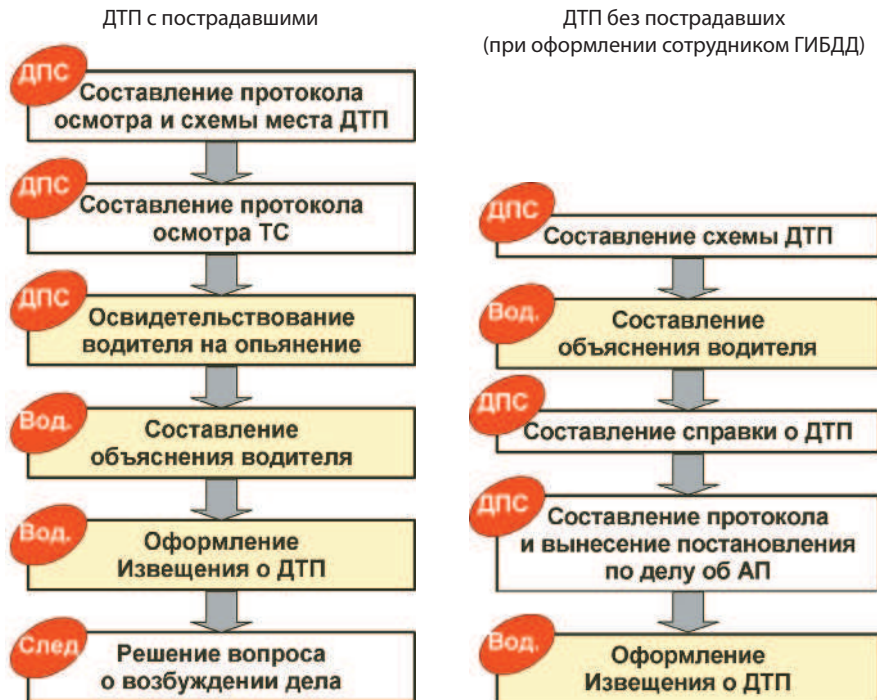 ДТП с пострадавшими
ДПС
Составление протокола
осмотра и схемы места ДТП
ДПС
Составление протокола
осмотра ТС
ДПС
Освидетельствование
водителя на опьянение
Вод.
Составление
объяснения водителя
Вод.
Оформление
Извещения о ДТП
След
Решение вопроса
о возбуждении дела
ДТП без пострадавших
(при оформлении сотрудником ГИБДД)
ДПС
Составление схемы ДТП
Вод.
Составление
объяснения водителя
ДПС
Составление справки о ДТП
ДПС
Составление протокола
и вынесение постановления
по делу об АП
Вод.
Оформление
Извещения о ДТП